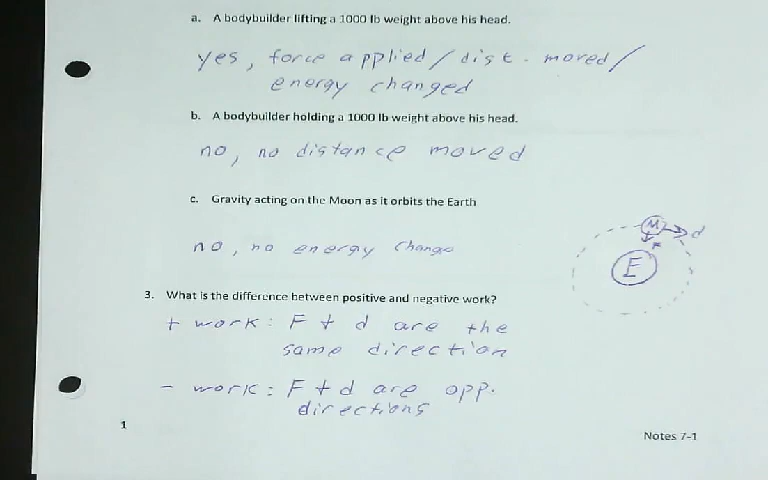 a. A bodybuilder lifting a 1000 lb weight above his head.
yes, force applied / dist. moved /
energy changed
b. A bodybuilder holding a 1000 lb weight above his head.
no, no distance moved
c. Gravity acting on the Moon as it orbits the Earth
no, no energy change
M d
F
E
3. What is the difference between positive and negative work?
+ work: F + d are the
same direction
- work: F + d are opp.
directions
1
Notes 7-1